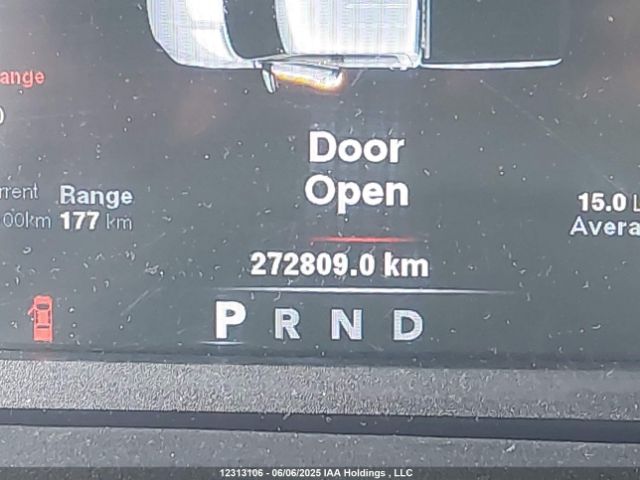 ange
Door
Open
rrent
00km
Range
177 km
15.0 L
Avera
272809.0 km
P R N D
12313106 - 06/06/2025 IAA Holdings , LLC